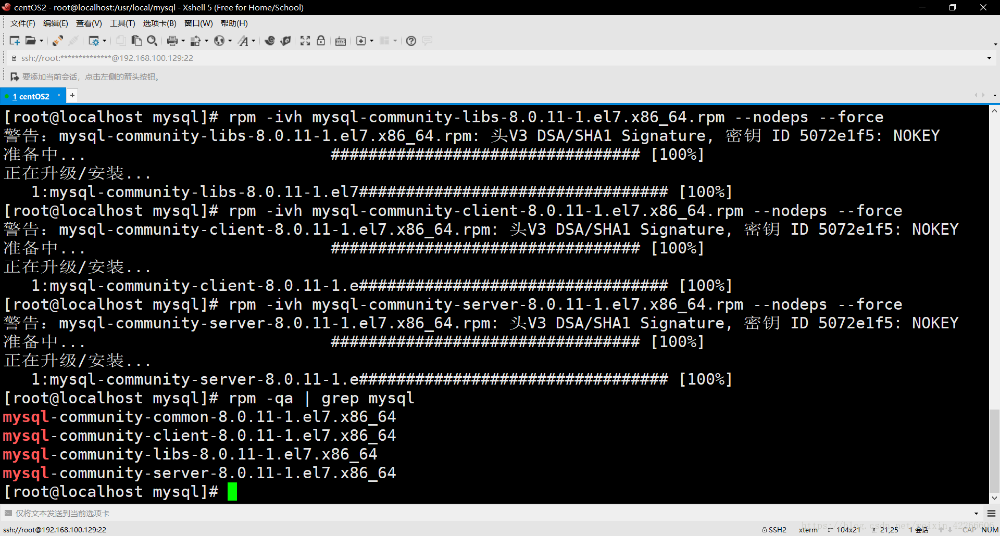 centOS2 - root@localhost:/usr/local/mysql - Xshell 5 (Free for Home/School)
文件(F) 编辑(E) 查看(V) 工具(T) 选项卡(B) 窗口(W) 帮助(H)
ssh://root:**************@192.168.100.129:22
要添加当前会话，点击左侧的箭头按钮。
1 centOS2 × +
[root@localhost mysql]# rpm -ivh mysql-community-libs-8.0.11-1.el7.x86_64.rpm --nodeps --force
警告：mysql-community-libs-8.0.11-1.el7.x86_64.rpm: 头V3 DSA/SHA1 Signature, 密钥 ID 5072e1f5: NOKEY
准备中... ################################# [100%]
正在升级/安装...
1:mysql-community-libs-8.0.11-1.el7################################# [100%]
[root@localhost mysql]# rpm -ivh mysql-community-client-8.0.11-1.el7.x86_64.rpm --nodeps --force
警告：mysql-community-client-8.0.11-1.el7.x86_64.rpm: 头V3 DSA/SHA1 Signature, 密钥 ID 5072e1f5: NOKEY
准备中... ################################# [100%]
正在升级/安装...
1:mysql-community-client-8.0.11-1.e################################# [100%]
[root@localhost mysql]# rpm -ivh mysql-community-server-8.0.11-1.el7.x86_64.rpm --nodeps --force
警告：mysql-community-server-8.0.11-1.el7.x86_64.rpm: 头V3 DSA/SHA1 Signature, 密钥 ID 5072e1f5: NOKEY
准备中... ################################# [100%]
正在升级/安装...
1:mysql-community-server-8.0.11-1.e################################# [100%]
[root@localhost mysql]# rpm -qa | grep mysql
mysql-community-common-8.0.11-1.el7.x86_64
mysql-community-client-8.0.11-1.el7.x86_64
mysql-community-libs-8.0.11-1.el7.x86_64
mysql-community-server-8.0.11-1.el7.x86_64
[root@localhost mysql]#
仅将文本发送到当前选项卡
https://blog.csdn.net/weixin_42266606
ssh://root@192.168.100.129:22 SSH2 xterm 104x21 21,25 1 会话 CAP NUM